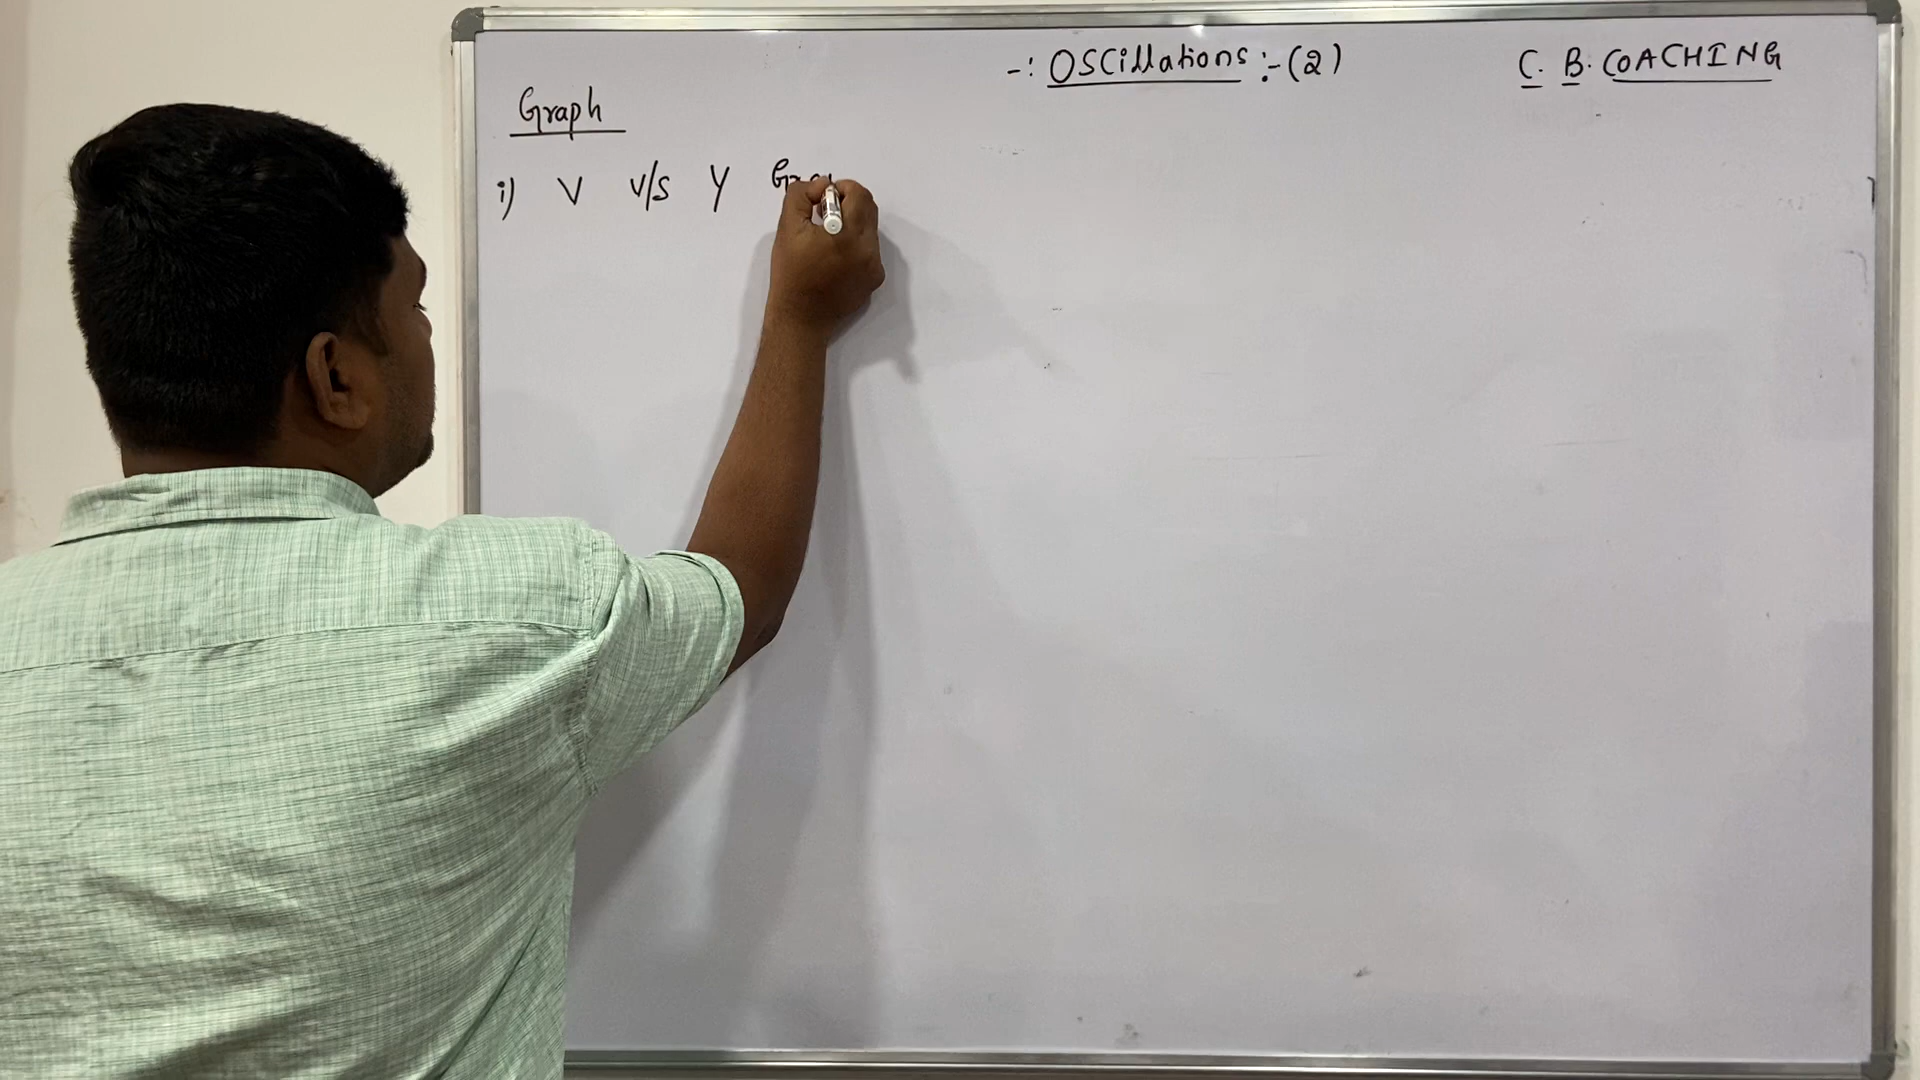 -: OSCillations :- (2)
C. B. COACHING
Graph
i) V v/s Y